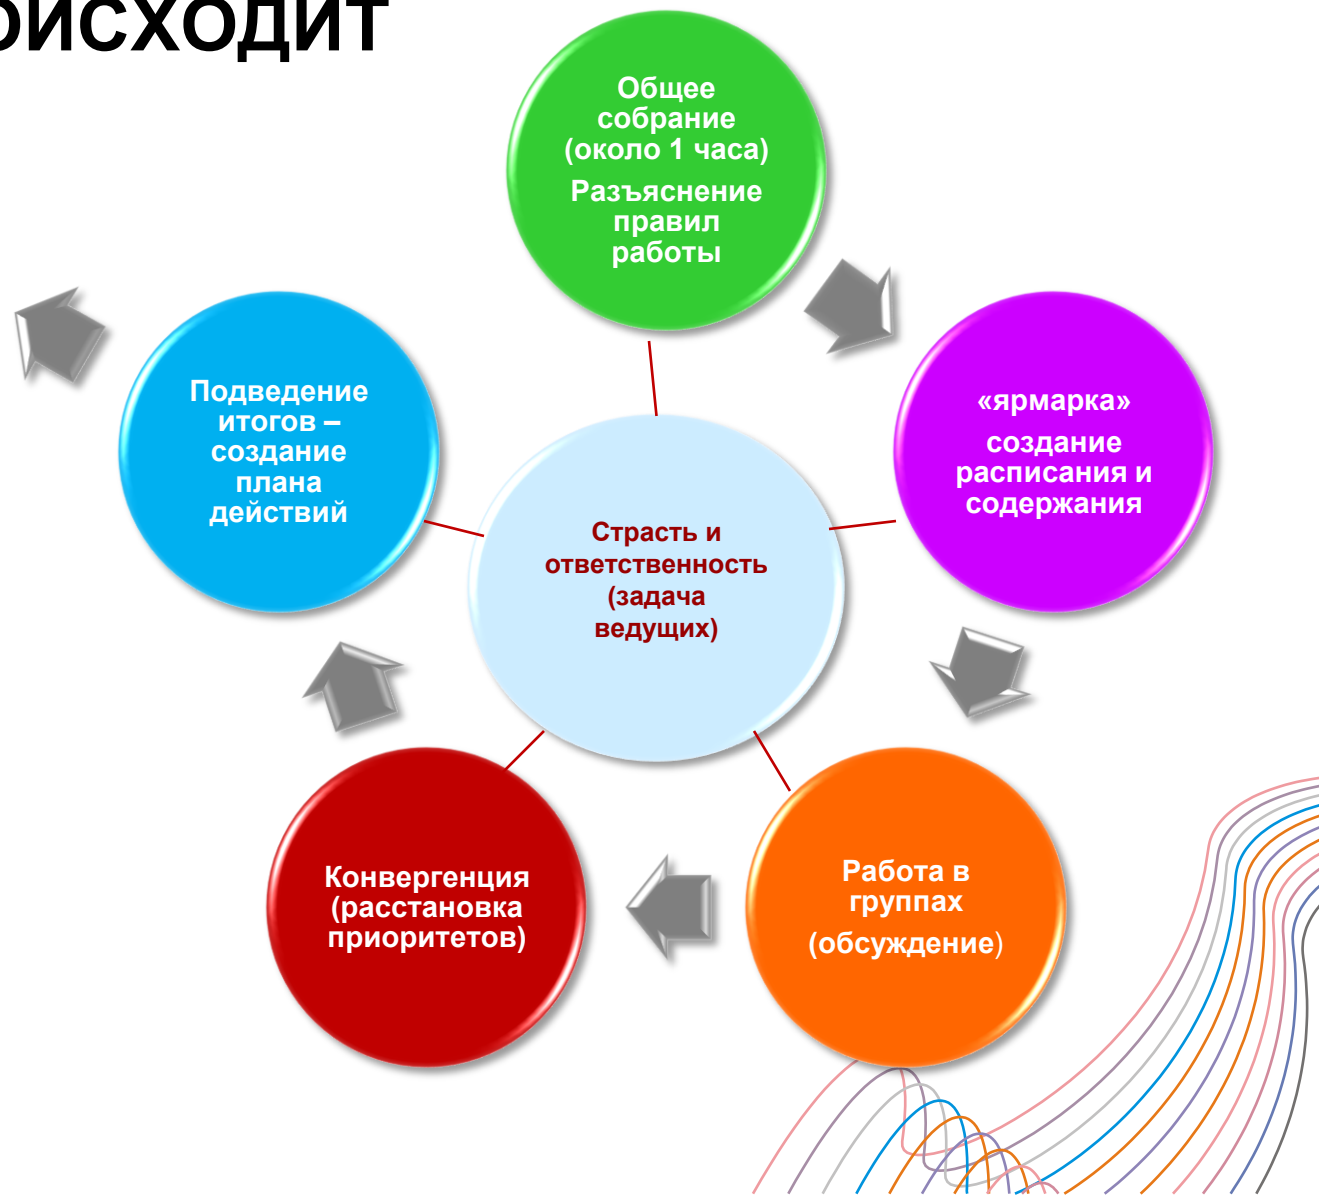 ОИСХОДИТ
Общее
собрание
(около 1 часа)
Разъяснение
правил
работы
«ярмарка»
создание
расписания и
содержания
Работа в
группах
(обсуждение)
Конвергенция
(расстановка
приоритетов)
Подведение
итогов –
создание
плана
действий
Страсть и
ответственность
(задача
ведущих)